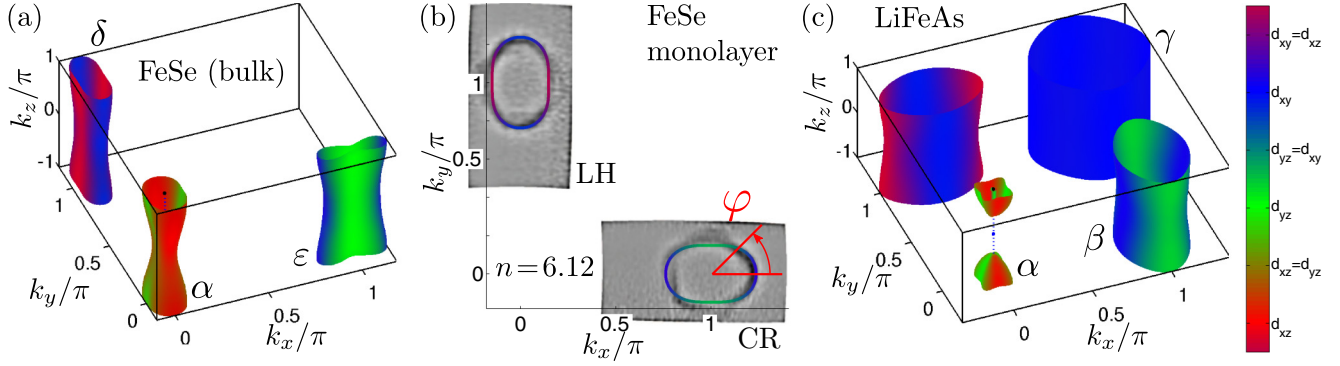 (a)
δ
FeSe (bulk)
k_z/π
1
0
-1
1
0.5
0
k_y/π
α
ε
0
0.5
1
k_x/π
(b)
FeSe
monolayer
1
0.5
0
k_y/π
LH
φ
n=6.12
0
0.5
1
k_x/π
CR
(c)
LiFeAs
γ
k_z/π
1
0
-1
1
0.5
0
k_y/π
α
β
0
0.5
1
k_x/π
d_xy=d_xz
d_xy
d_yz=d_xy
d_yz
d_xz=d_yz
d_xz